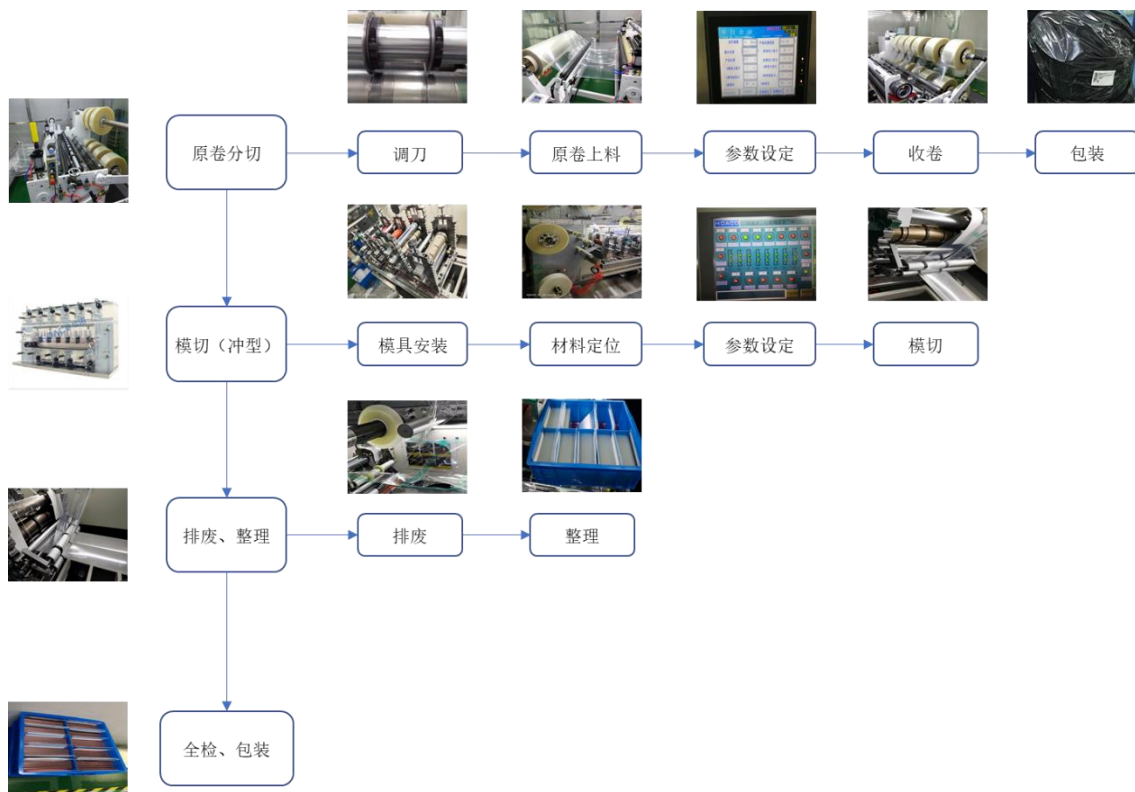 原卷分切
调刀
原卷上料
参数设定
收卷
包装
模切（冲型）
模具安装
材料定位
参数设定
模切
排废、整理
排废
整理
全检、包装